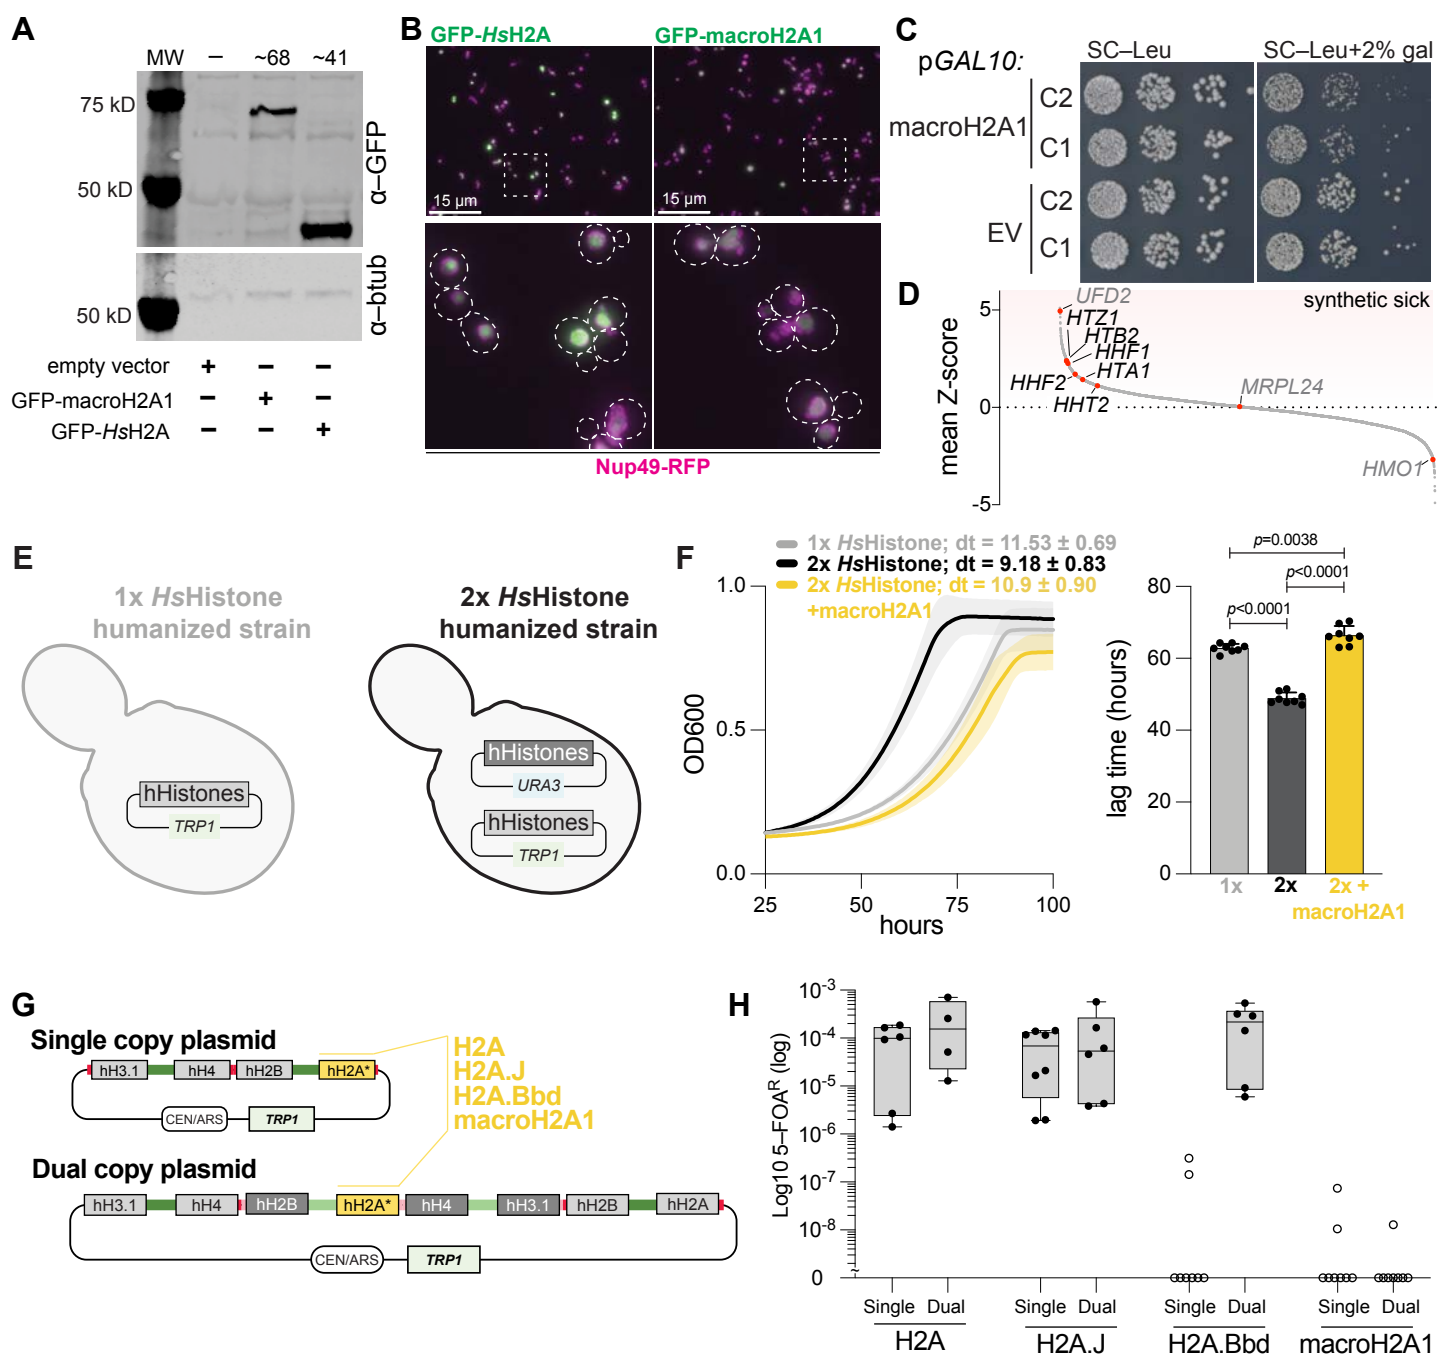 A
MW – ~68 ~41
75 kD
50 kD
α–GFP
50 kD
α–btub
empty vector + – –
GFP-macroH2A1 – + –
GFP-HsH2A – – +
B
GFP-HsH2A GFP-macroH2A1
15 µm 15 µm
Nup49-RFP
C
SC–Leu SC–Leu+2% gal
pGAL10:
macroH2A1
C2
C1
EV
C2
C1
D
synthetic sick
mean Z-score
5
0
-5
UFD2
HTZ1
HTB2
HHF1
HHF2
HTA1
HHT2
MRPL24
HMO1
E
1x HsHistone
humanized strain
hHistones
TRP1
2x HsHistone
humanized strain
hHistones
URA3
hHistones
TRP1
F
1x HsHistone; dt = 11.53 ± 0.69
2x HsHistone; dt = 9.18 ± 0.83
2x HsHistone; dt = 10.9 ± 0.90
+macroH2A1
OD600
1.0
0.5
0.0
25 50 75 100
hours
p=0.0038
p<0.0001
p<0.0001
lag time (hours)
80
60
40
20
0
1x 2x 2x +
macroH2A1
G
Single copy plasmid
hH3.1 hH4 hH2B hH2A*
CEN/ARS TRP1
H2A
H2A.J
H2A.Bbd
macroH2A1
Dual copy plasmid
hH3.1 hH4 hH2B hH2A* hH4 hH3.1 hH2B hH2A
CEN/ARS TRP1
H
Log10 5–FOAᴿ (log)
10⁻³
10⁻⁴
10⁻⁵
10⁻⁶
10⁻⁷
10⁻⁸
0
~
Single Dual Single Dual Single Dual Single Dual
H2A H2A.J H2A.Bbd macroH2A1